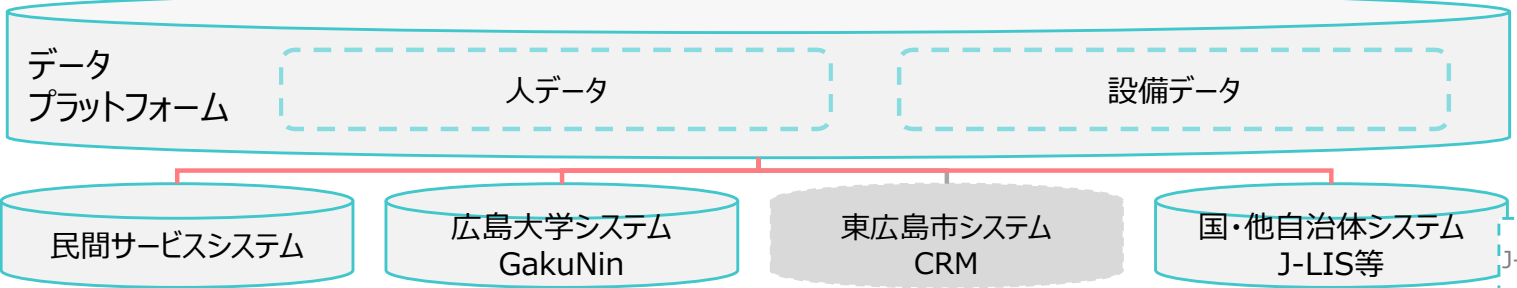 データ
プラットフォーム
人データ
設備データ
民間サービスシステム
広島大学システム
GakuNin
東広島市システム
CRM
国・他自治体システム
J-LIS等
J-